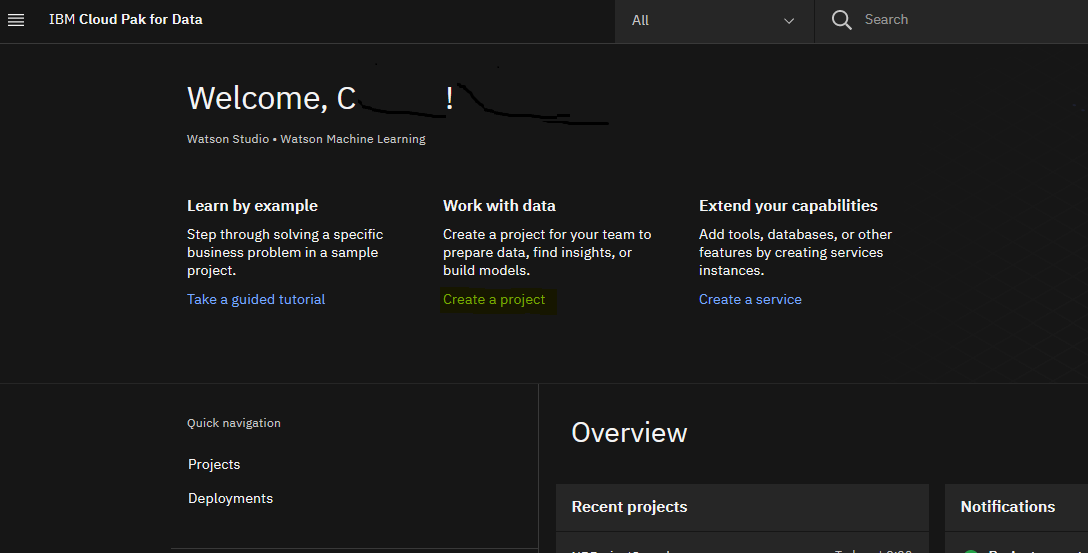 IBM Cloud Pak for Data
All
Search
Welcome, C !
Watson Studio • Watson Machine Learning
Learn by example
Step through solving a specific
business problem in a sample
project.
Take a guided tutorial
Work with data
Create a project for your team to
prepare data, find insights, or
build models.
Create a project
Extend your capabilities
Add tools, databases, or other
features by creating services
instances.
Create a service
Quick navigation
Projects
Deployments
Overview
Recent projects
Notifications